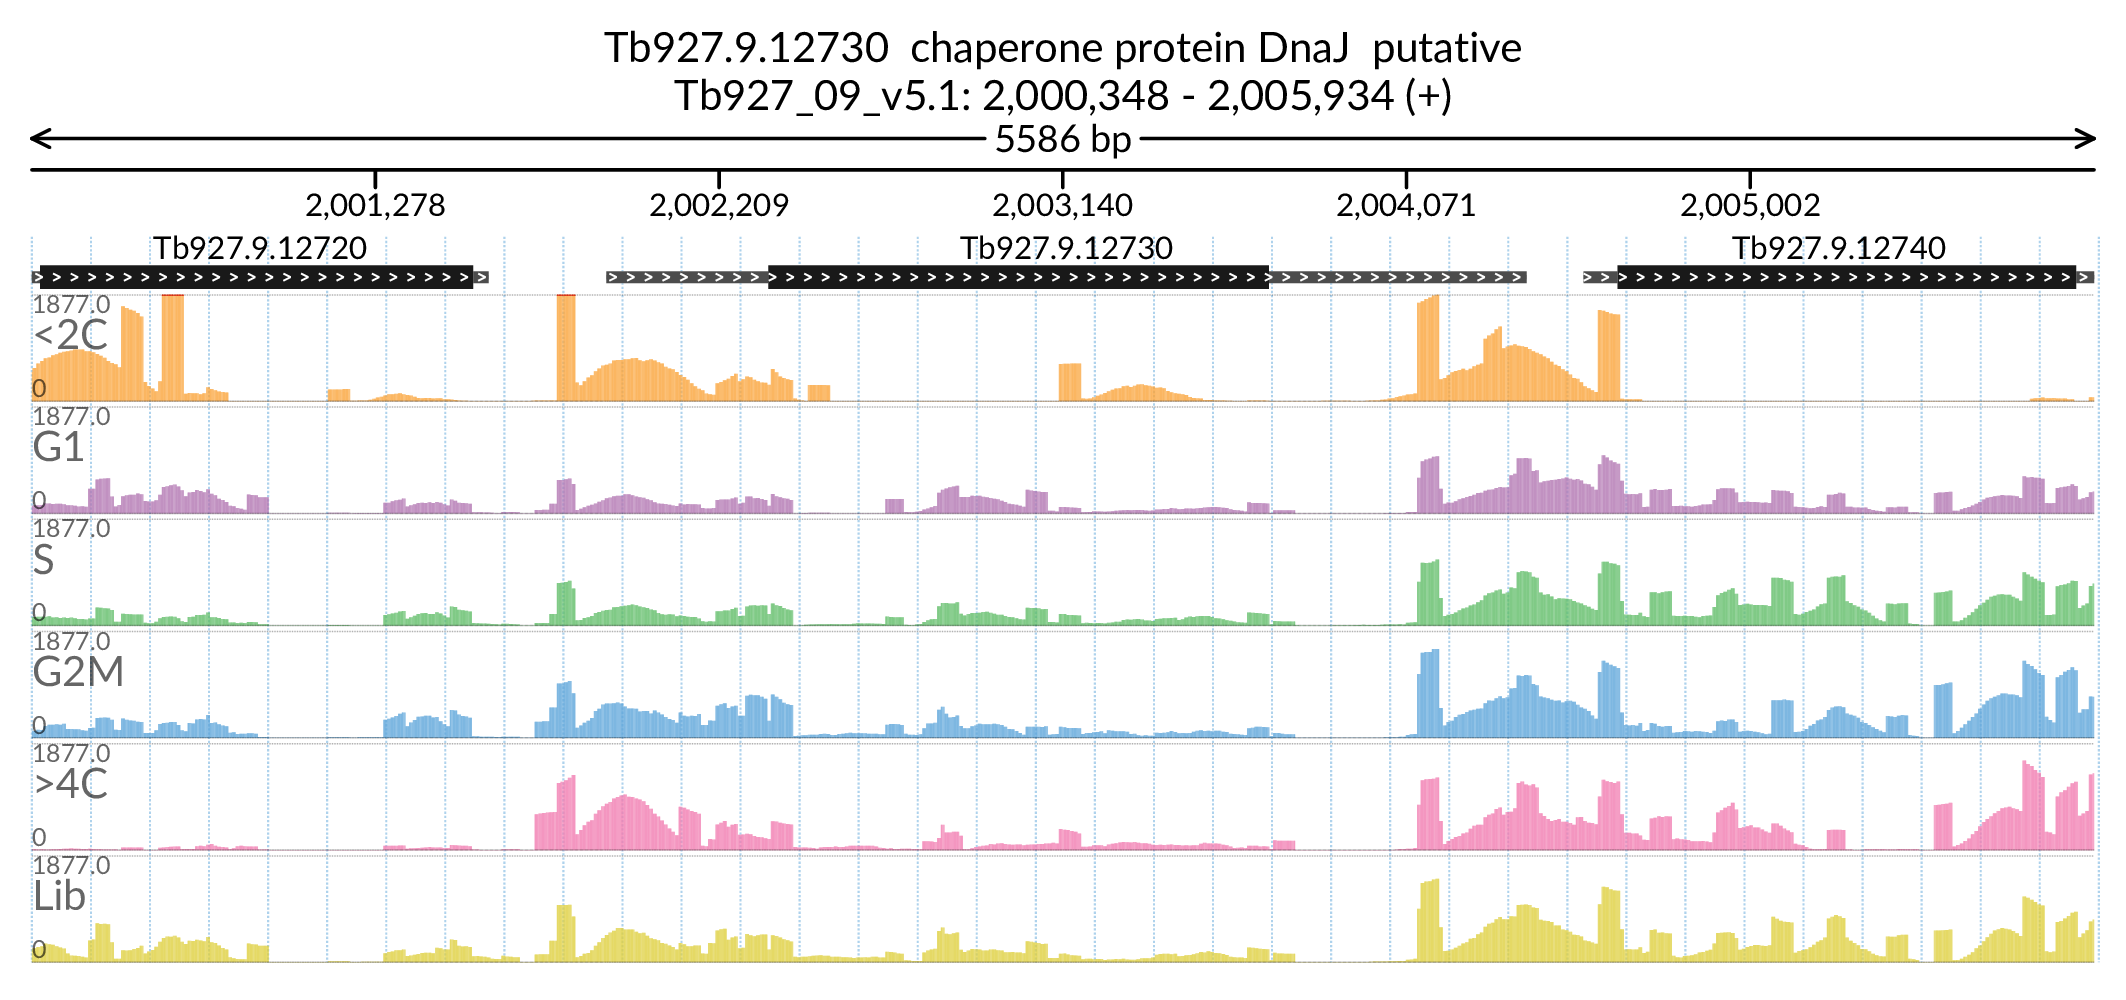 Tb927.9.12730  chaperone protein DnaJ  putative
Tb927_09_v5.1: 2,000,348 - 2,005,934 (+)
5586 bp
2,001,278 2,002,209 2,003,140 2,004,071 2,005,002
Tb927.9.12720 Tb927.9.12730 Tb927.9.12740
1877.0
<2C
0
1877.0
G1
0
1877.0
S
0
1877.0
G2M
0
1877.0
>4C
0
1877.0
Lib
0